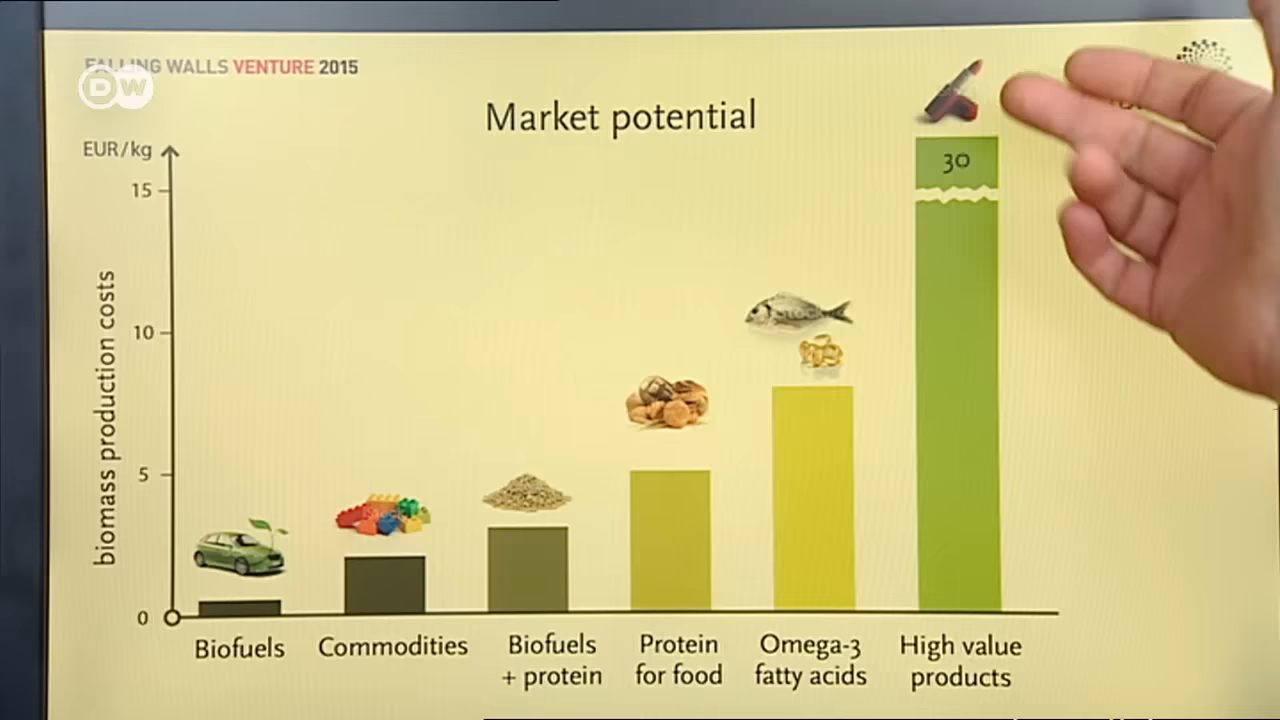 FALLING WALLS VENTURE 2015
DW
Market potential
EUR/kg
30
15
10
5
0
biomass production costs
Biofuels
Commodities
Biofuels
+ protein
Protein
for food
Omega-3
fatty acids
High value
products